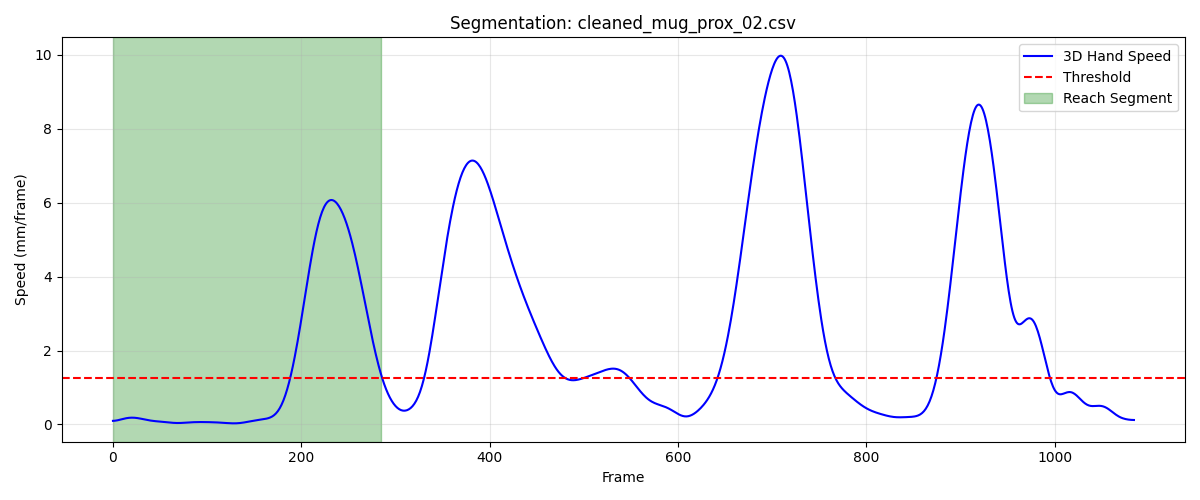 Segmentation: cleaned_mug_prox_02.csv
3D Hand Speed
Threshold
Reach Segment
Speed (mm/frame)
10
8
6
4
2
0
0 200 400 600 800 1000
Frame